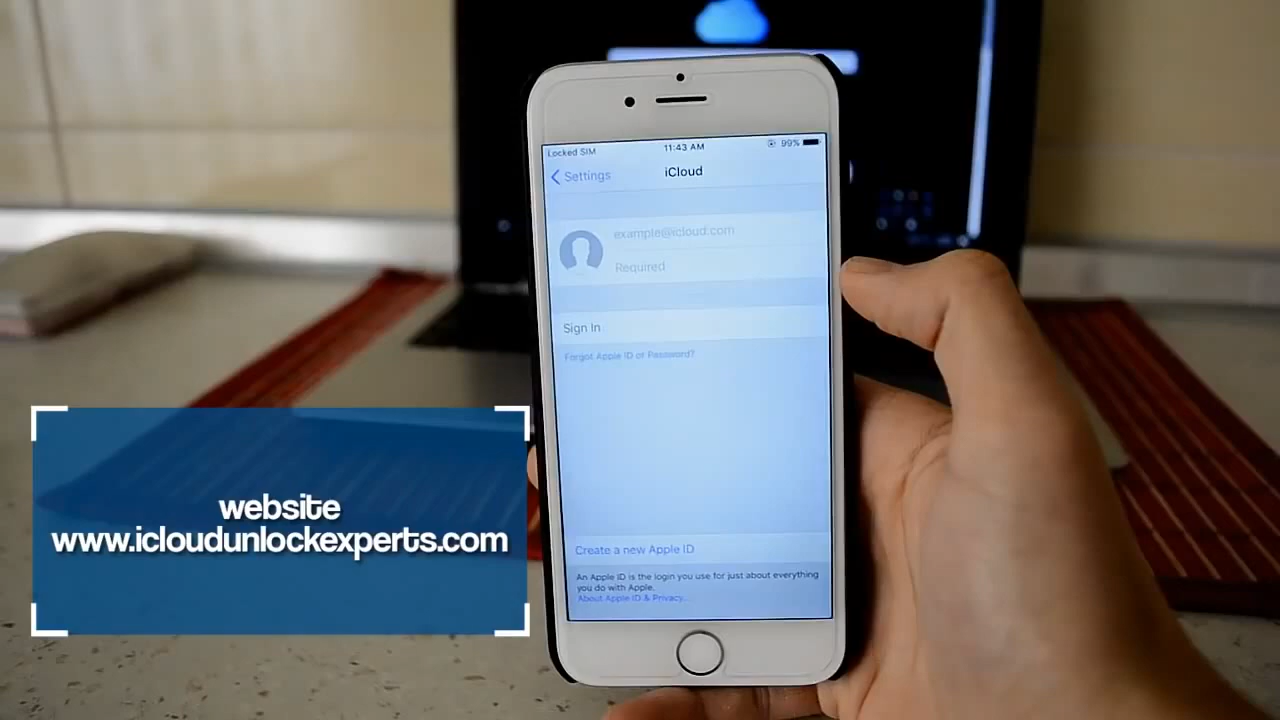 Locked SIM 11:43 AM 99%
Settings iCloud
example@icloud.com
Required
Sign In
Forgot Apple ID or Password?
website
www.icloudunlockexperts.com
Create a new Apple ID
An Apple ID is the login you use for just about everything
you do with Apple.
About Apple ID & Privacy...